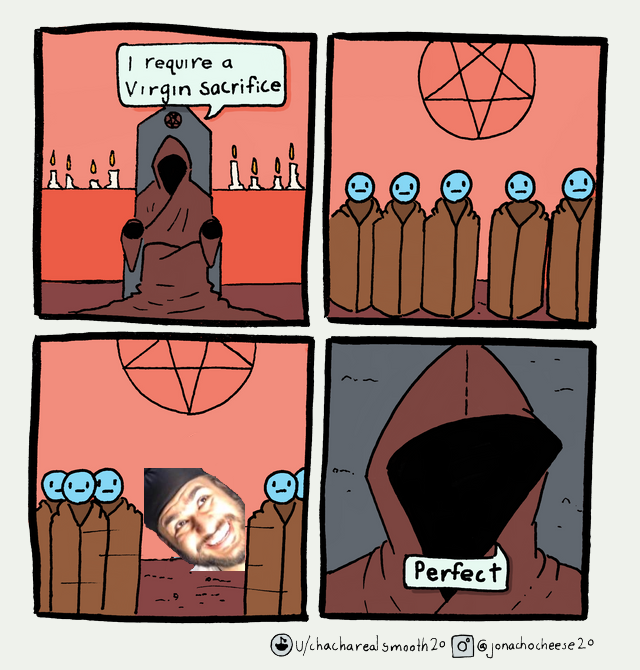 I require a
Virgin sacrifice
Perfect
u/chacharealsmooth20 @jonachocheese20